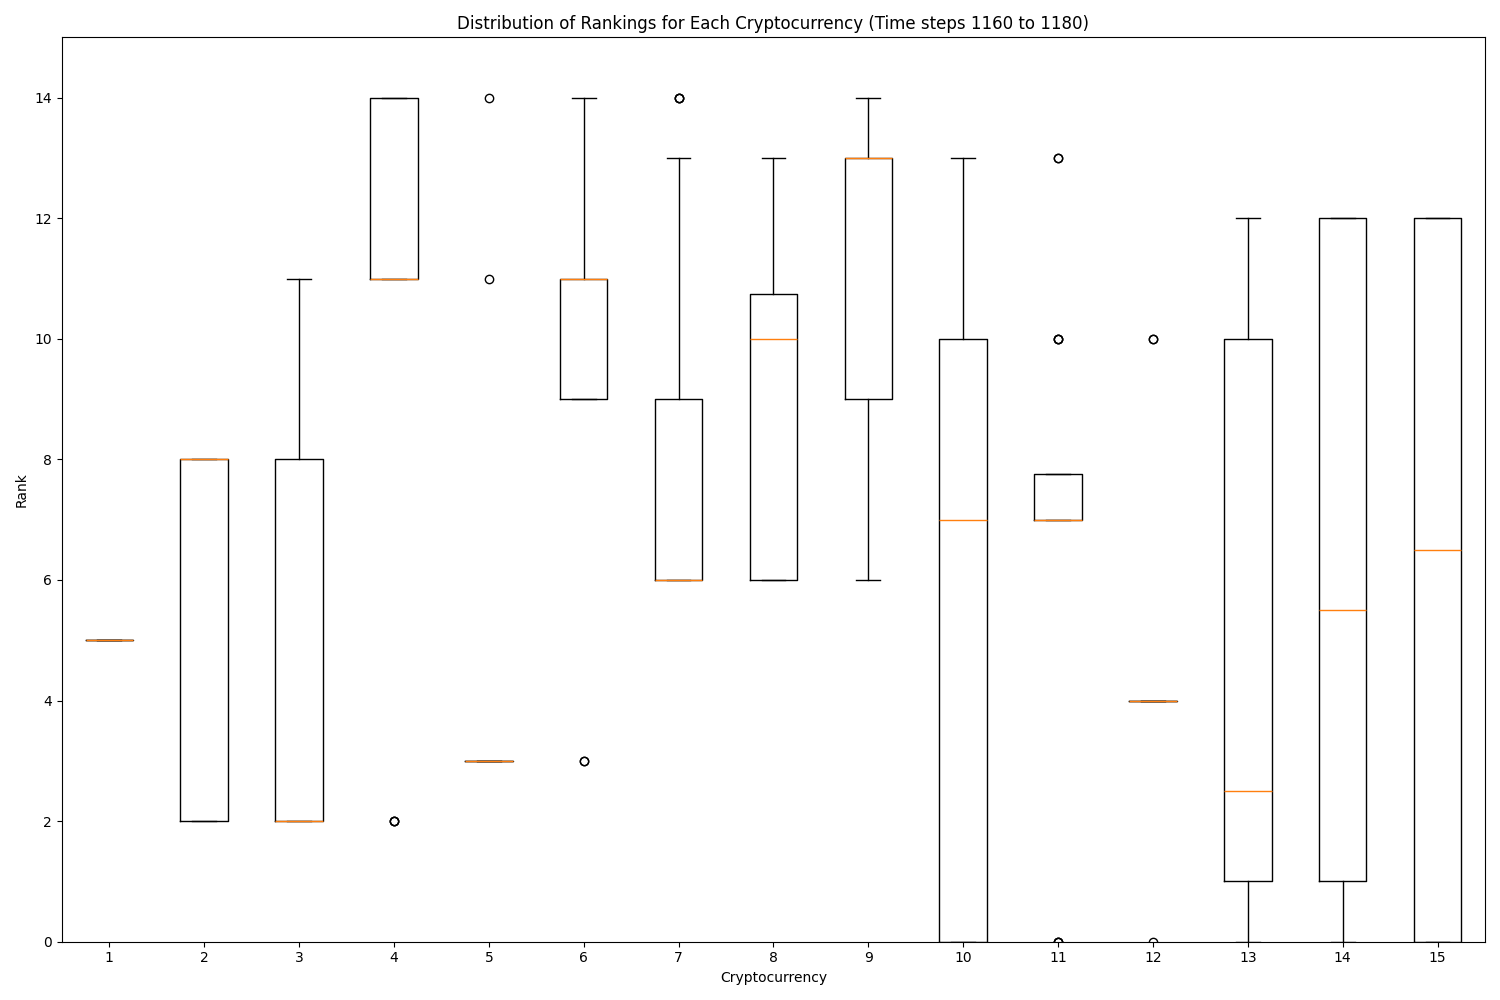 Distribution of Rankings for Each Cryptocurrency (Time steps 1160 to 1180)
Rank
14
12
10
8
6
4
2
0
1 2 3 4 5 6 7 8 9 10 11 12 13 14 15
Cryptocurrency